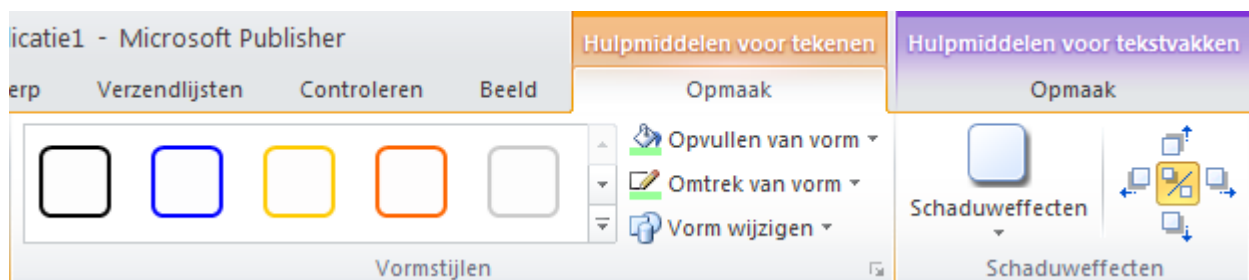 icatie1 - Microsoft Publisher
Hulpmiddelen voor tekenen
Hulpmiddelen voor tekstvakken
erp Verzendlijsten Controleren Beeld Opmaak Opmaak
Opvullen van vorm
Omtrek van vorm
Vorm wijzigen
Schaduweffecten
Vormstijlen
Schaduweffecten